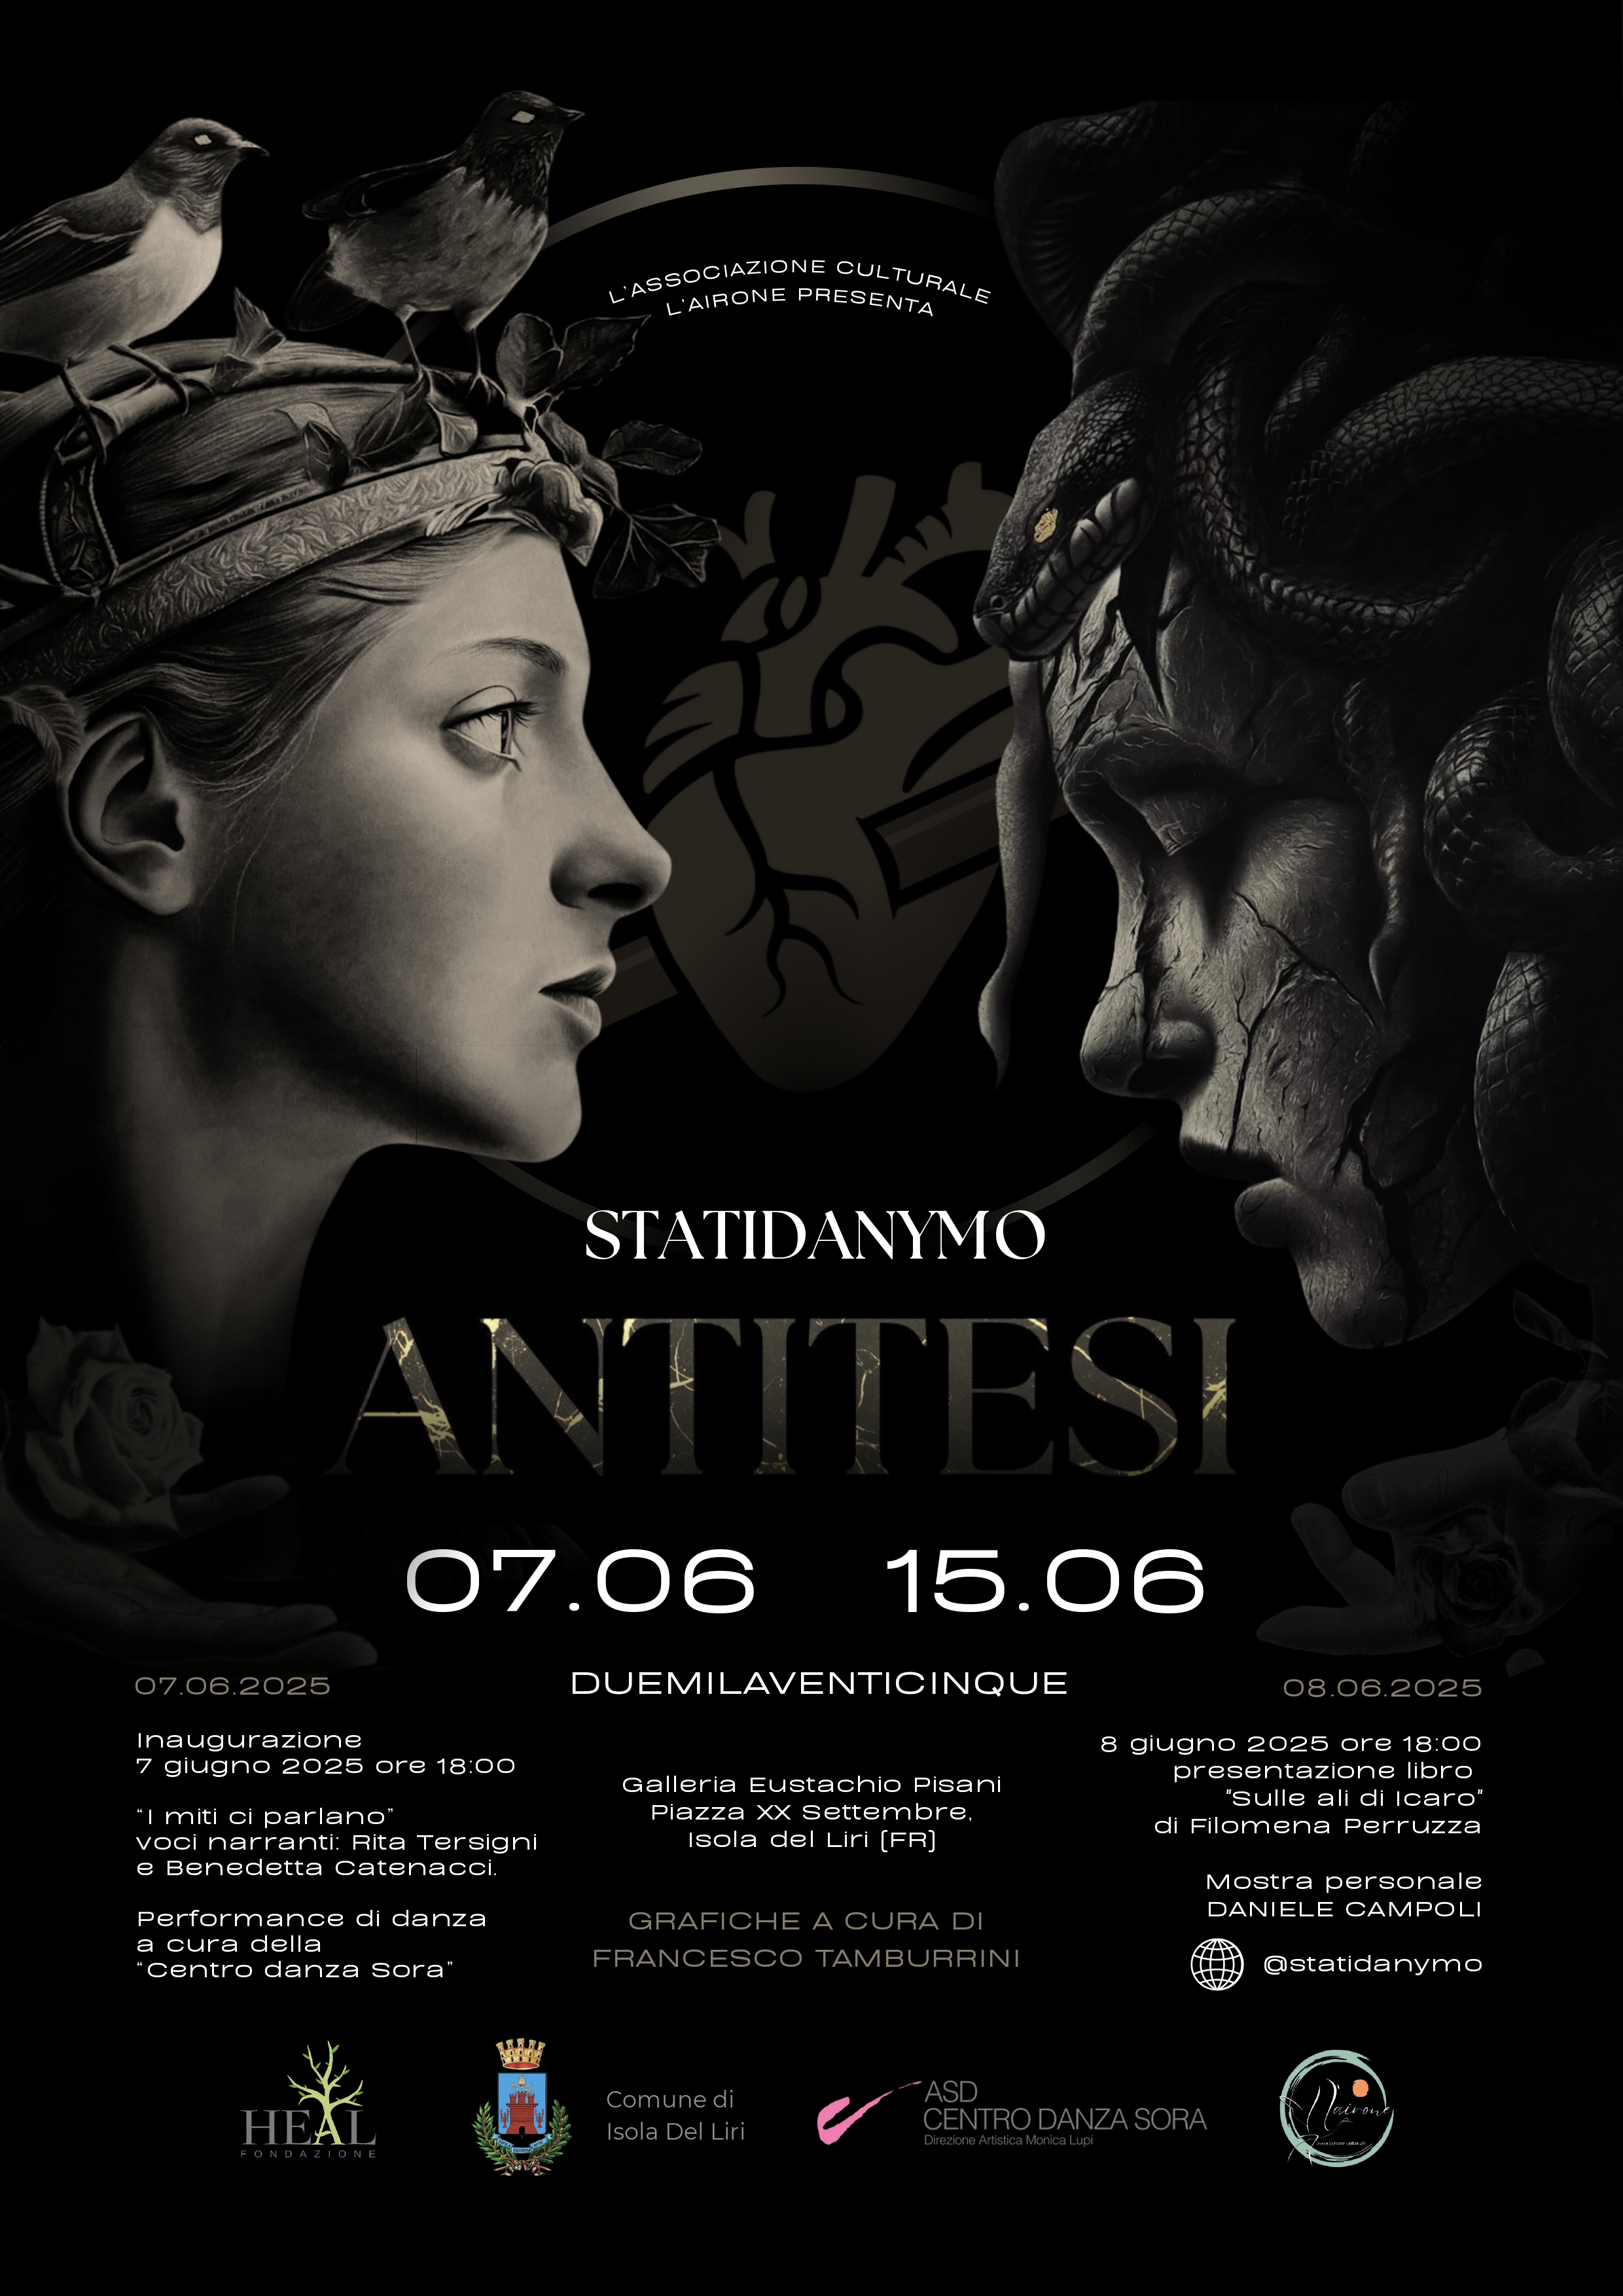 L'ASSOCIAZIONE CULTURALE
L'AIRONE PRESENTA
STATIDANYMO
ANTITESI
07.06 15.06
DUEMILAVENTICINQUE
07.06.2025
Inaugurazione
7 giugno 2025 ore 18:00
“I miti ci parlano”
voci narranti: Rita Tersigni
e Benedetta Catenacci.
Performance di danza
a cura della
“Centro danza Sora”
Galleria Eustachio Pisani
Piazza XX Settembre,
Isola del Liri (FR)
GRAFICHE A CURA DI
FRANCESCO TAMBURRINI
08.06.2025
8 giugno 2025 ore 18:00
presentazione libro
"Sulle ali di Icaro"
di Filomena Perruzza
Mostra personale
DANIELE CAMPOLI
@statidanymo
HEAL
FONDAZIONE
Comune di
Isola Del Liri
ASD
CENTRO DANZA SORA
Direzione Artistica Monica Lupi
L'airone